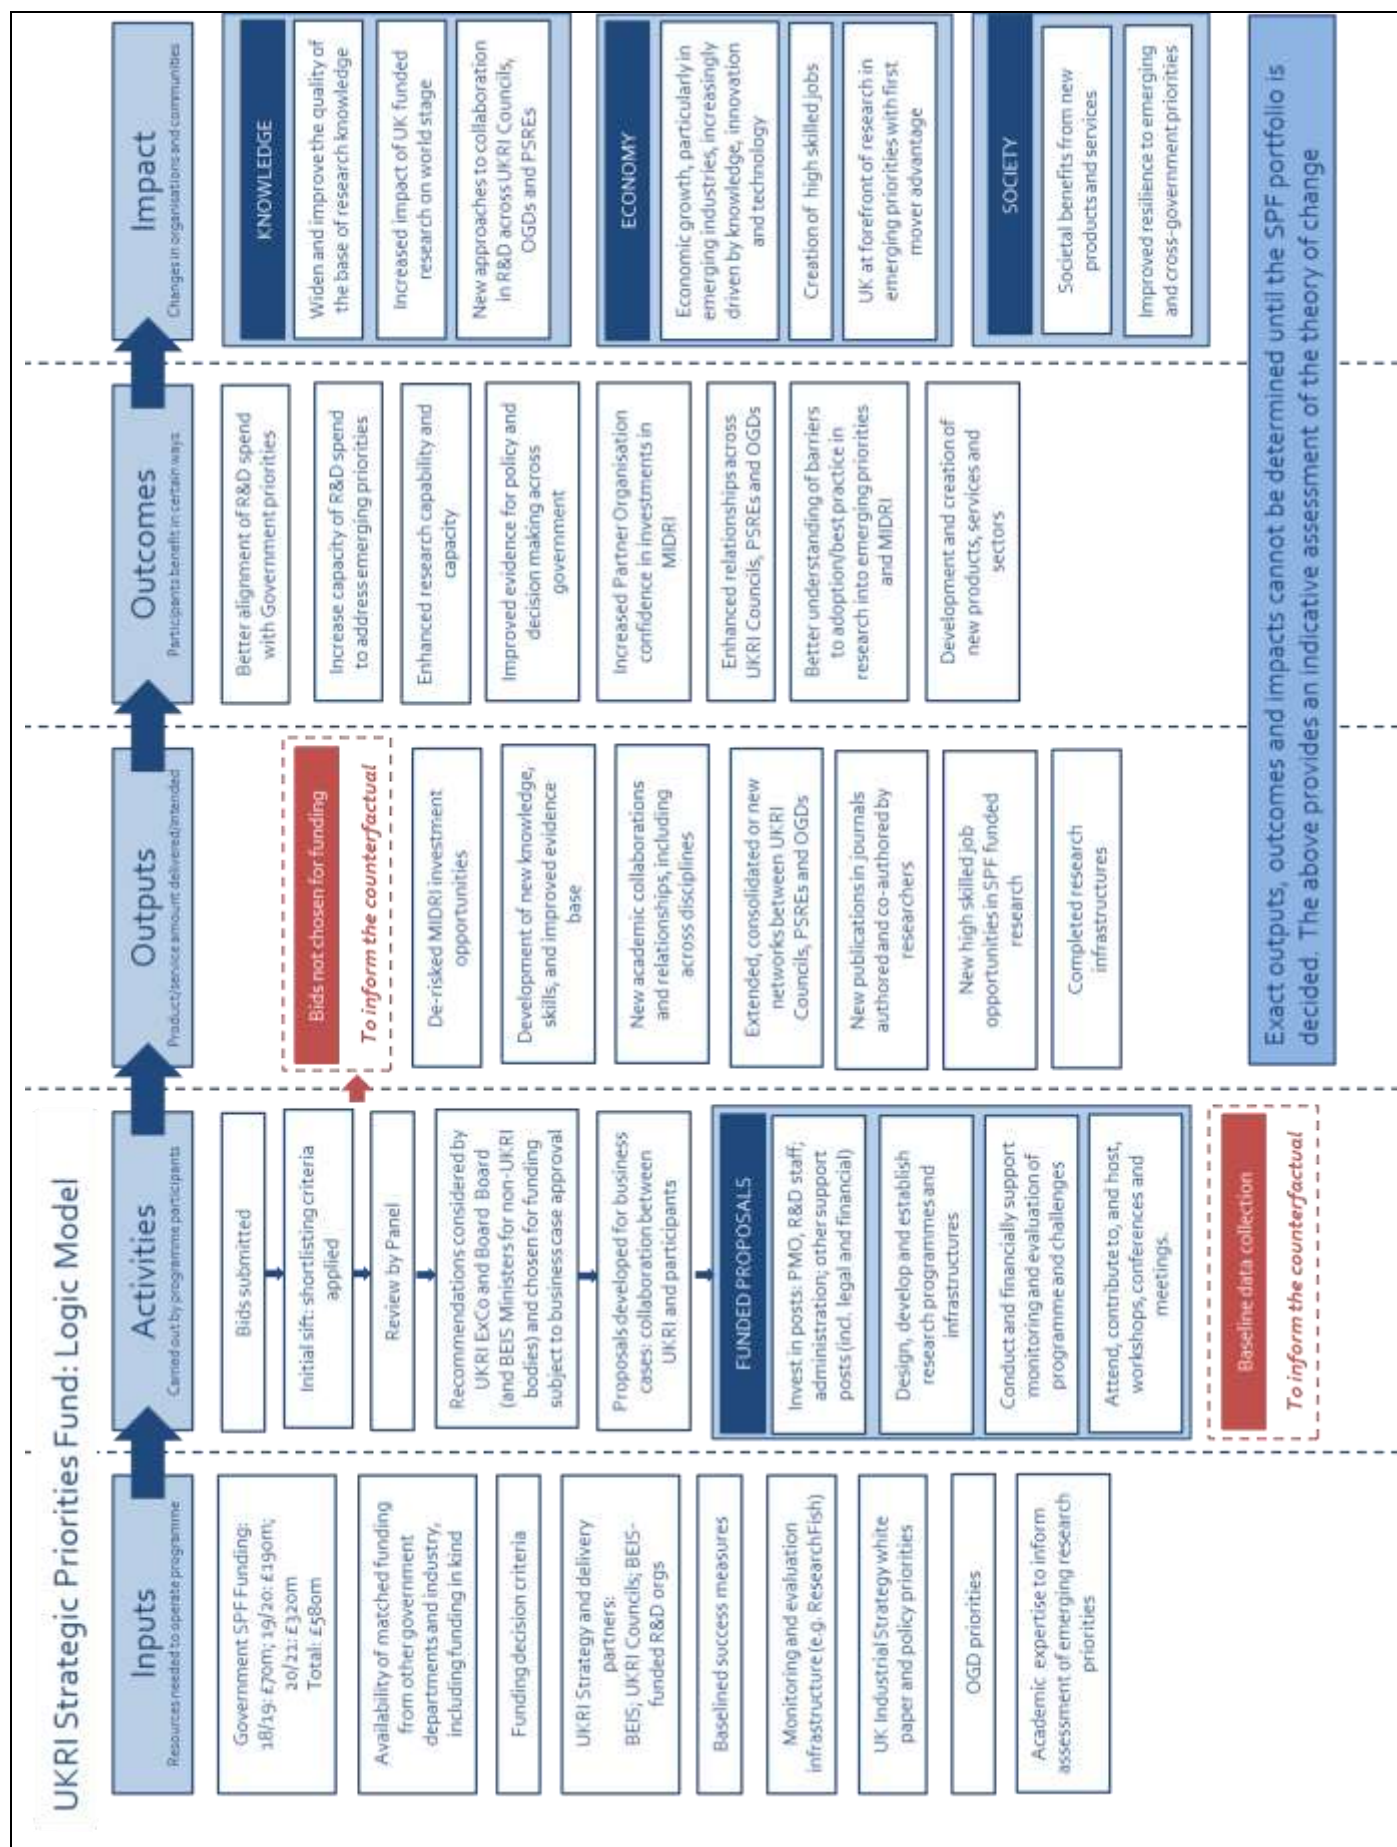 UKRI Strategic Priorities Fund: Logic Model
Inputs
Resources needed to operate programme
Government SPF Funding:
18/19: £70m; 19/20: £190m;
20/21: £320m
Total: £580m
Availability of matched funding
from other government
departments and industry,
including funding in kind
Funding decision criteria
UKRI Strategy and delivery
partners:
BEIS; UKRI Councils; BEIS-
funded R&D orgs
Baselined success measures
Monitoring and evaluation
infrastructure (e.g. ResearchFish)
UK Industrial Strategy white
paper and policy priorities
OGD priorities
Academic expertise to inform
assessment of emerging research
priorities
Activities
Carried out by programme participants
Bids submitted
Initial sift: shortlisting criteria
applied
Review by Panel
Recommendations considered by
UKRI ExCo and Board Board
(and BEIS Ministers for non-UKRI
bodies) and chosen for funding
subject to business case approval
Proposals developed for business
cases: collaboration between
UKRI and participants
FUNDED PROPOSALS
Invest in posts: PMO, R&D staff;
administration; other support
posts (incl. legal and financial)
Design, develop and establish
research programmes and
infrastructures
Conduct and financially support
monitoring and evaluation of
programme and challenges
Attend, contribute to, and host,
workshops, conferences and
meetings.
Baseline data collection
To inform the counterfactual
Outputs
Product/service amount delivered/intended
Bids not chosen for funding
To inform the counterfactual
De-risked MIDRI investment
opportunities
Development of new knowledge,
skills, and improved evidence
base
New academic collaborations
and relationships, including
across disciplines
Extended, consolidated or new
networks between UKRI
Councils, PSREs and OGDs
New publications in journals
authored and co-authored by
researchers
New high skilled job
opportunities in SPF funded
research
Completed research
infrastructures
Outcomes
Participants benefit in certain ways
Better alignment of R&D spend
with Government priorities
Increase capacity of R&D spend
to address emerging priorities
Enhanced research capability and
capacity
Improved evidence for policy and
decision making across
government
Increased Partner Organisation
confidence in investments in
MIDRI
Enhanced relationships across
UKRI Councils, PSREs and OGDs
Better understanding of barriers
to adoption/best practice in
research into emerging priorities
and MIDRI
Development and creation of
new products, services and
sectors
Impact
Changes in organisations and communities
KNOWLEDGE
Widen and improve the quality of
the base of research knowledge
Increased impact of UK funded
research on world stage
New approaches to collaboration
in R&D across UKRI Councils,
OGDs and PSREs
ECONOMY
Economic growth, particularly in
emerging industries, increasingly
driven by knowledge, innovation
and technology
Creation of high skilled jobs
UK at forefront of research in
emerging priorities with first
mover advantage
SOCIETY
Societal benefits from new
products and services
Improved resilience to emerging
and cross-government priorities
Exact outputs, outcomes and impacts cannot be determined until the SPF portfolio is
decided. The above provides an indicative assessment of the theory of change